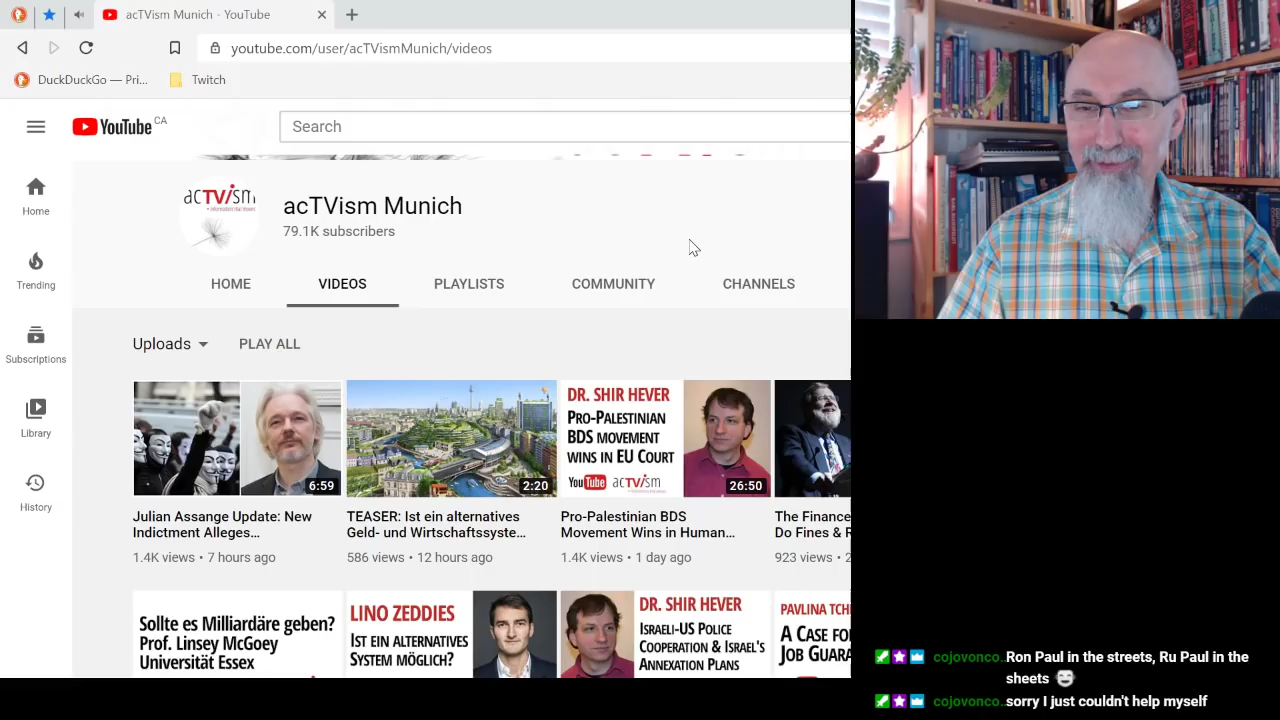 acTVism Munich - YouTube
youtube.com/user/acTVismMunich/videos
DuckDuckGo — Pri...
Twitch
YouTube CA
Search
acTVism
acTVism Munich
79.1K subscribers
Home
Trending
Subscriptions
Library
History
HOME
VIDEOS
PLAYLISTS
COMMUNITY
CHANNELS
Uploads
PLAY ALL
6:59
Julian Assange Update: New
Indictment Alleges...
1.4K views • 7 hours ago
2:20
TEASER: Ist ein alternatives
Geld- und Wirtschaftssyste...
586 views • 12 hours ago
DR. SHIR HEVER
PRO-PALESTINIAN
BDS MOVEMENT
WINS IN EU COURT
YouTube acTVism
26:50
Pro-Palestinian BDS
Movement Wins in Human...
1.4K views • 1 day ago
The Finance
Do Fines & R
923 views • 2
Sollte es Milliardäre geben?
Prof. Linsey McGoey
Universität Essex
LINO ZEDDIES
IST EIN ALTERNATIVES
SYSTEM MÖGLICH?
DR. SHIR HEVER
ISRAELI-US POLICE
COOPERATION & ISRAEL'S
ANNEXATION PLANS
PAVLINA TCHE
A CASE FO
JOB GUARA
cojovonco.. Ron Paul in the streets, Ru Paul in the
sheets
cojovonco.. sorry I just couldn't help myself